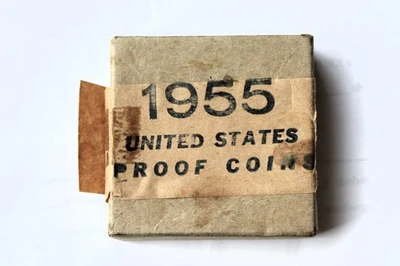 1955
UNITED STATES
PROOF COINS